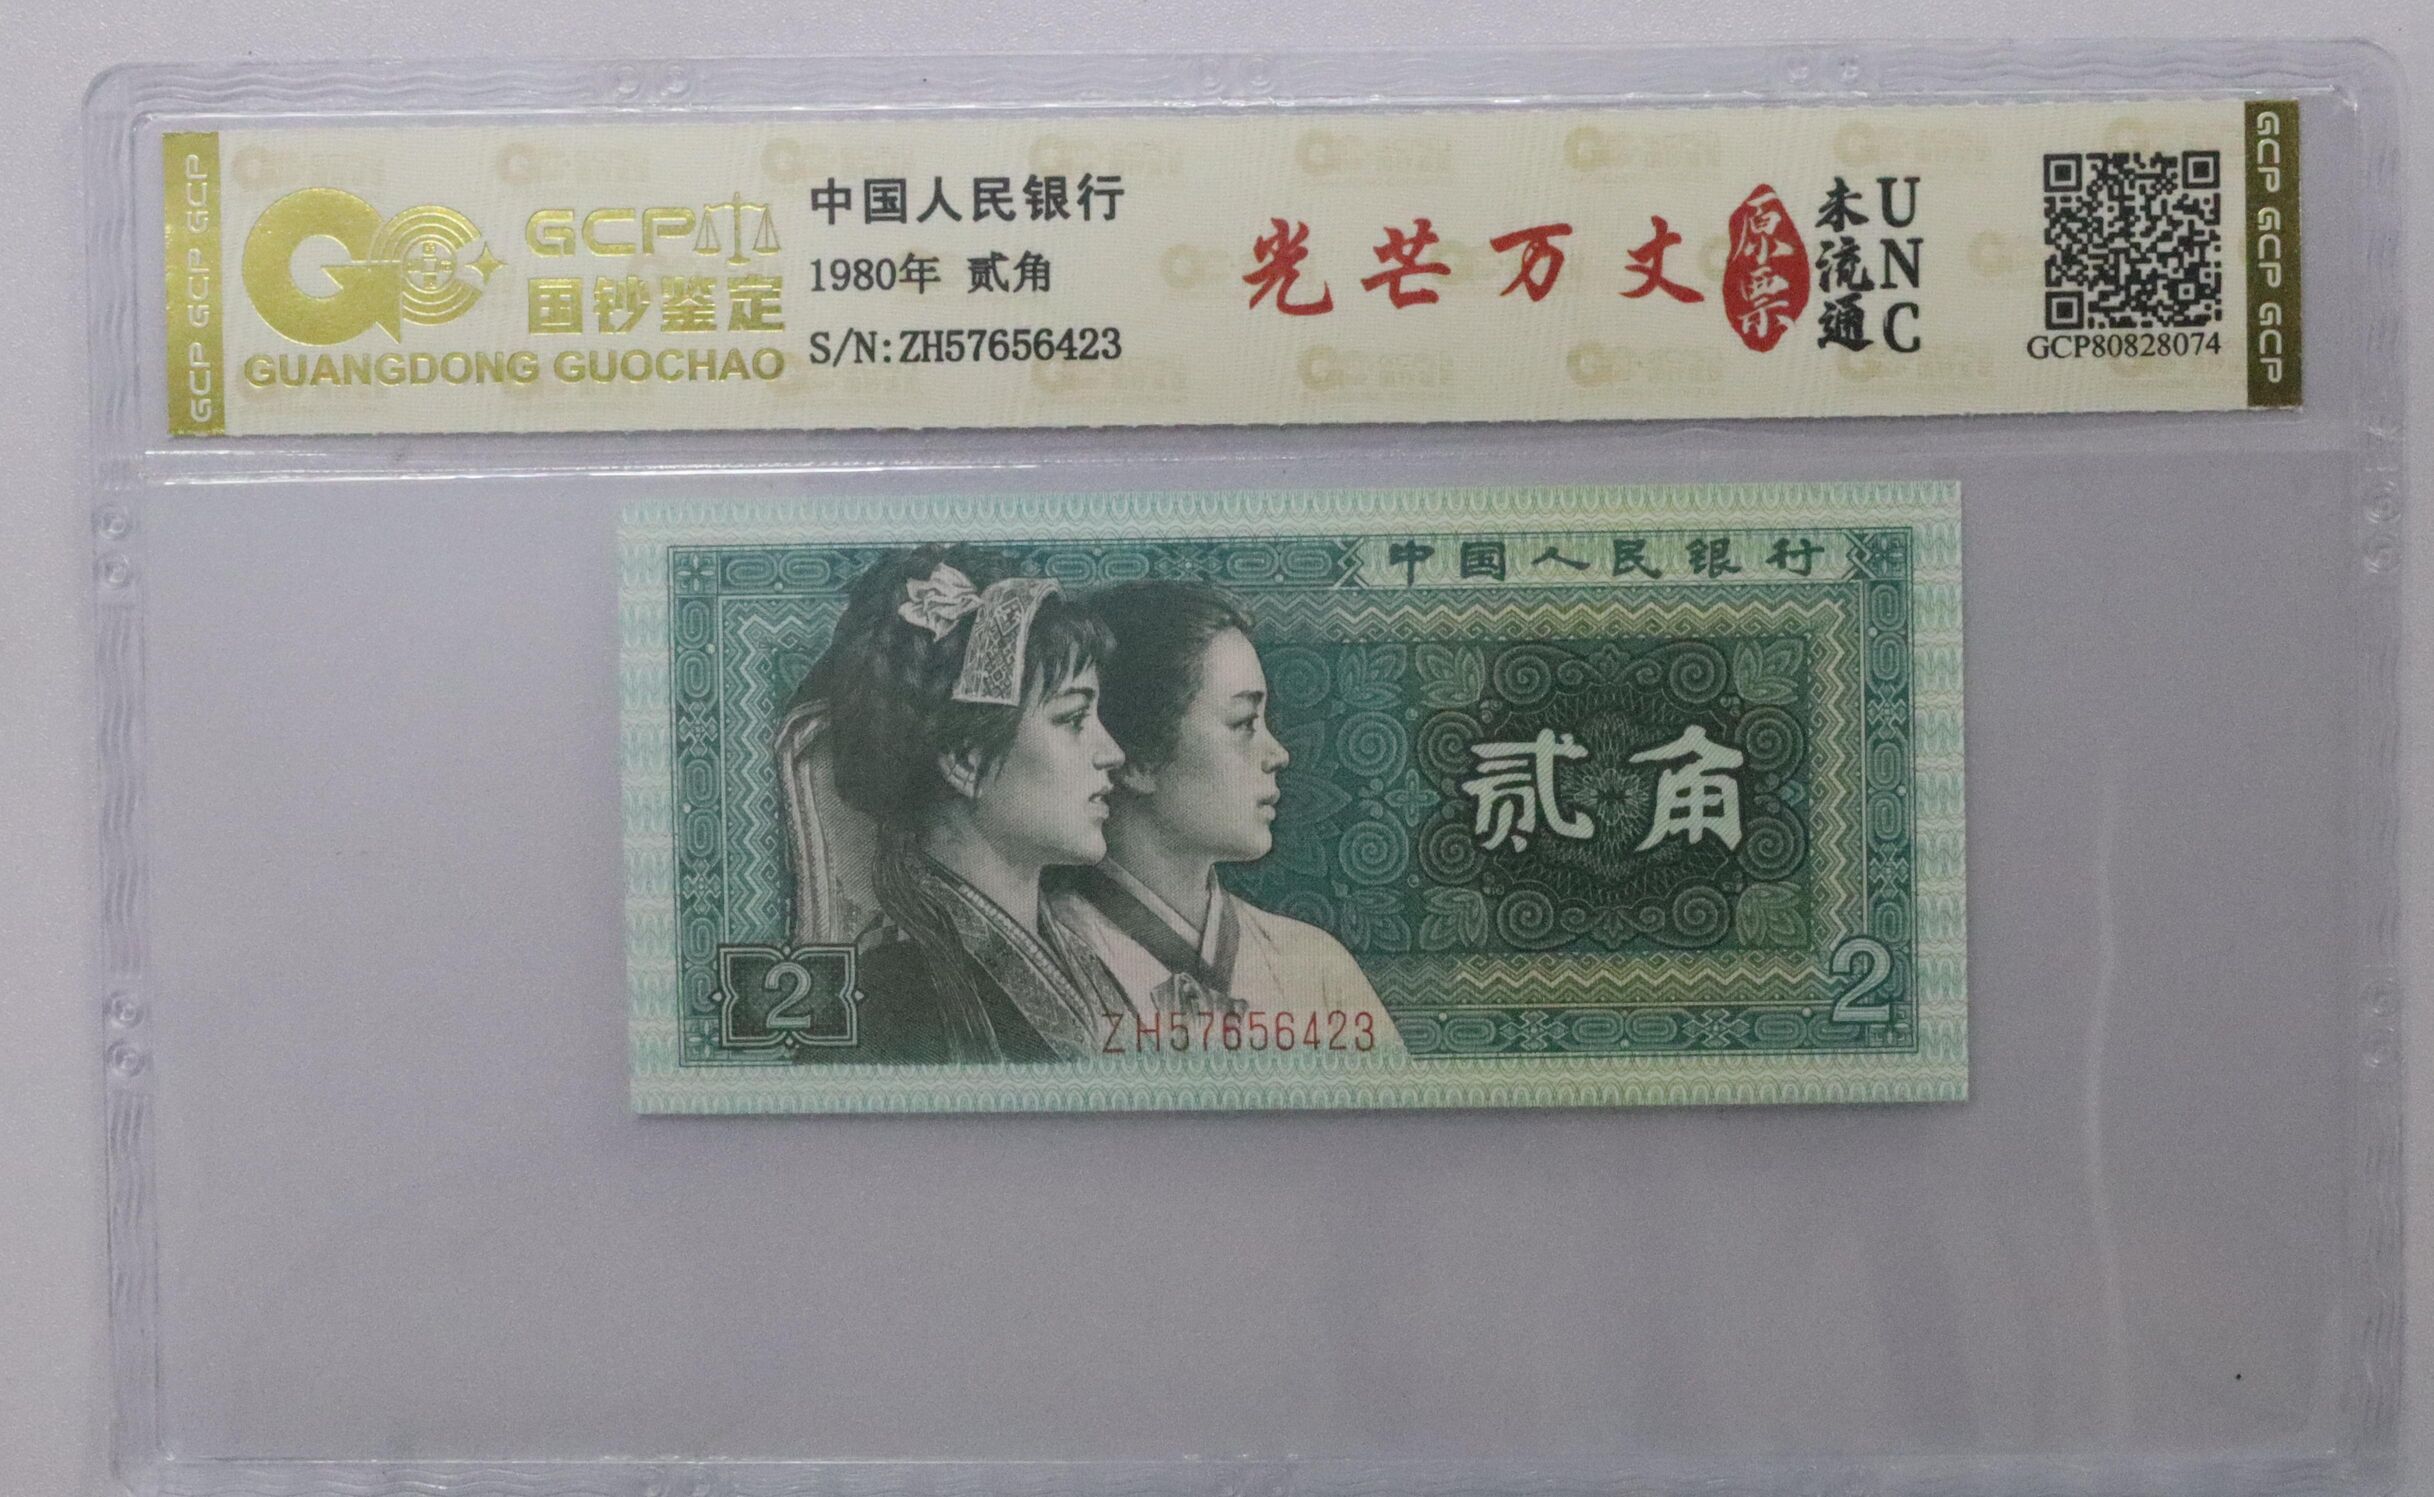 GCP GCP GCP
GCP
国钞鉴定
GUANGDONG GUOCHAO
中国人民银行
1980年 贰角
S/N:ZH57656423
光芒万丈
原票
未流通
UNC
GCP80828074
GCP GCP GCP
中国人民银行
贰角
2
2
ZH57656423